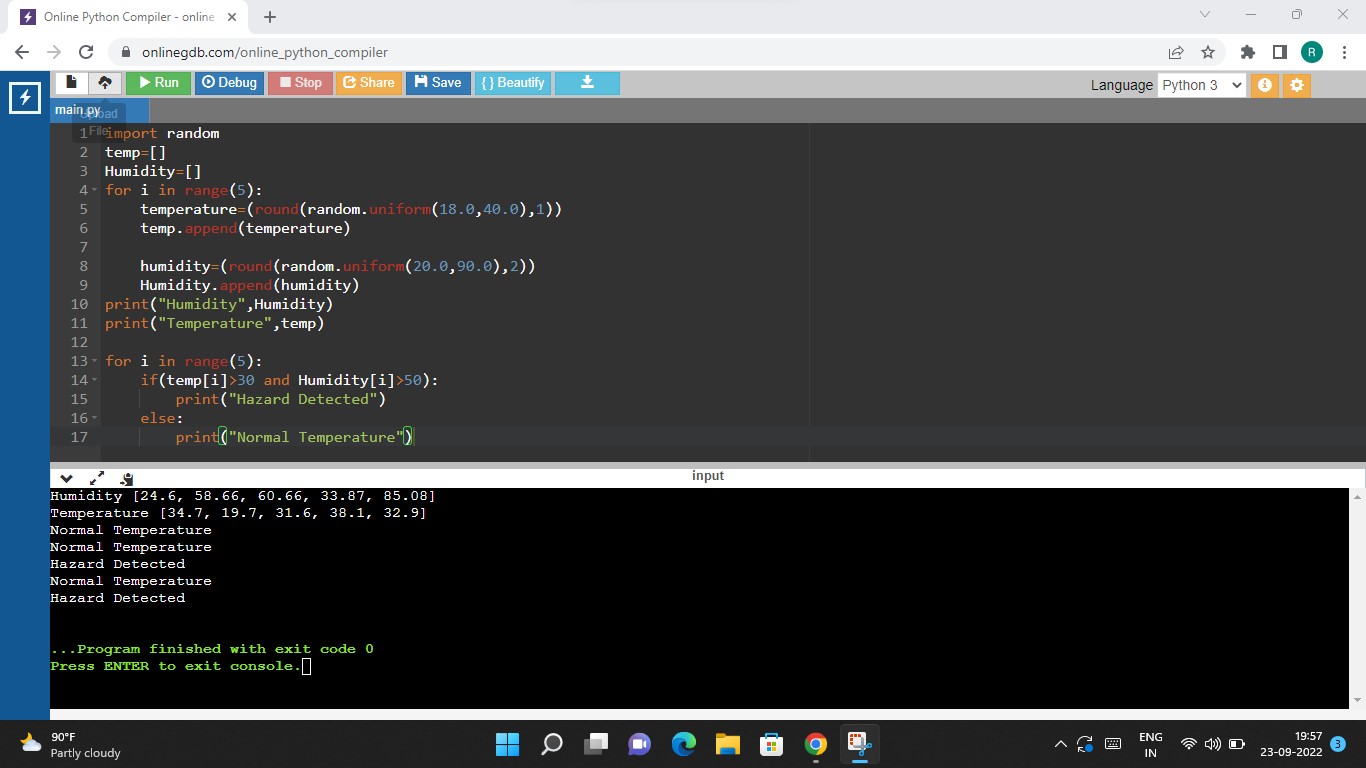 Online Python Compiler - online
onlinegdb.com/online_python_compiler
R
Run Debug Stop Share Save { } Beautify
Language Python 3
main.py
Upload
File
1 import random
2 temp=[]
3 Humidity=[]
4 for i in range(5):
5 temperature=(round(random.uniform(18.0,40.0),1))
6 temp.append(temperature)
7
8 humidity=(round(random.uniform(20.0,90.0),2))
9 Humidity.append(humidity)
10 print("Humidity",Humidity)
11 print("Temperature",temp)
12
13 for i in range(5):
14 if(temp[i]>30 and Humidity[i]>50):
15 print("Hazard Detected")
16 else:
17 print("Normal Temperature")
input
Humidity [24.6, 58.66, 60.66, 33.87, 85.08]
Temperature [34.7, 19.7, 31.6, 38.1, 32.9]
Normal Temperature
Normal Temperature
Hazard Detected
Normal Temperature
Hazard Detected
...Program finished with exit code 0
Press ENTER to exit console.
90°F
Partly cloudy
ENG
IN
19:57
23-09-2022
3